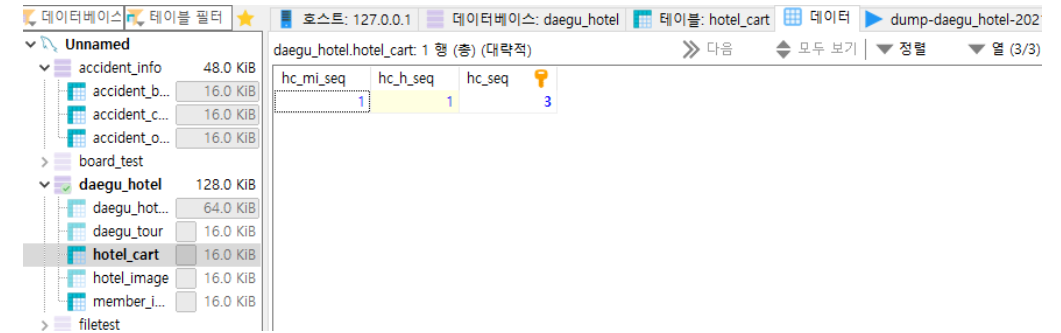 데이터베이스 테이블 필터
호스트: 127.0.0.1 데이터베이스: daegu_hotel 테이블: hotel_cart 데이터 dump-daegu_hotel-202
Unnamed
accident_info 48.0 KiB
accident_b... 16.0 KiB
accident_c... 16.0 KiB
accident_o... 16.0 KiB
board_test
daegu_hotel 128.0 KiB
daegu_hot... 64.0 KiB
daegu_tour 16.0 KiB
hotel_cart 16.0 KiB
hotel_image 16.0 KiB
member_i... 16.0 KiB
filetest
daegu_hotel.hotel_cart: 1 행 (총) (대략적) 다음 모두 보기 정렬 열 (3/3)
hc_mi_seq hc_h_seq hc_seq
1 1 3